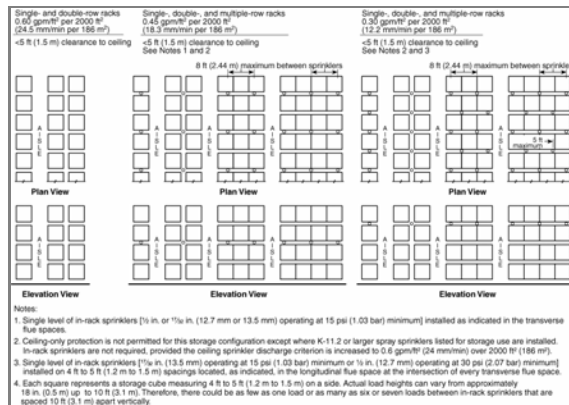 Single- and double-row racks
0.60 gpm/ft² per 2000 ft²
(24.5 mm/min per 186 m²)
<5 ft (1.5 m) clearance to ceiling
Single-, double-, and multiple-row racks
0.45 gpm/ft² per 2000 ft²
(18.3 mm/min per 186 m²)
<5 ft (1.5 m) clearance to ceiling
See Notes 1 and 2
Single-, double-, and multiple-row racks
0.30 gpm/ft² per 2000 ft²
(12.2 mm/min per 186 m²)
<5 ft (1.5 m) clearance to ceiling
See Notes 2 and 3
8 ft (2.44 m) maximum between sprinklers
8 ft (2.44 m) maximum between sprinklers
AISLE
AISLE
AISLE
AISLE
AISLE
5 ft
maximum
Plan View
Plan View
Plan View
AISLE
AISLE
AISLE
AISLE
AISLE
Elevation View
Elevation View
Elevation View
Notes:
1. Single level of in-rack sprinklers [½ in. or 17/32 in. (12.7 mm or 13.5 mm) operating at 15 psi (1.03 bar) minimum] installed as indicated in the transverse
flue spaces.
2. Ceiling-only protection is not permitted for this storage configuration except where K-11.2 or larger spray sprinklers listed for storage use are installed.
In-rack sprinklers are not required, provided the ceiling sprinkler discharge criterion is increased to 0.6 gpm/ft² (24 mm/min) over 2000 ft² (186 m²).
3. Single level of in-rack sprinklers [17/32 in. (13.5 mm) operating at 15 psi (1.03 bar) minimum or ½ in. (12.7 mm) operating at 30 psi (2.07 bar) minimum]
installed on 4 ft to 5 ft (1.2 m to 1.5 m) spacings located, as indicated, in the longitudinal flue space at the intersection of every transverse flue space.
4. Each square represents a storage cube measuring 4 ft to 5 ft (1.2 m to 1.5 m) on a side. Actual load heights can vary from approximately
18 in. (0.5 m) up to 10 ft (3.1 m). Therefore, there could be as few as one load or as many as six or seven loads between in-rack sprinklers that are
spaced 10 ft (3.1 m) apart vertically.